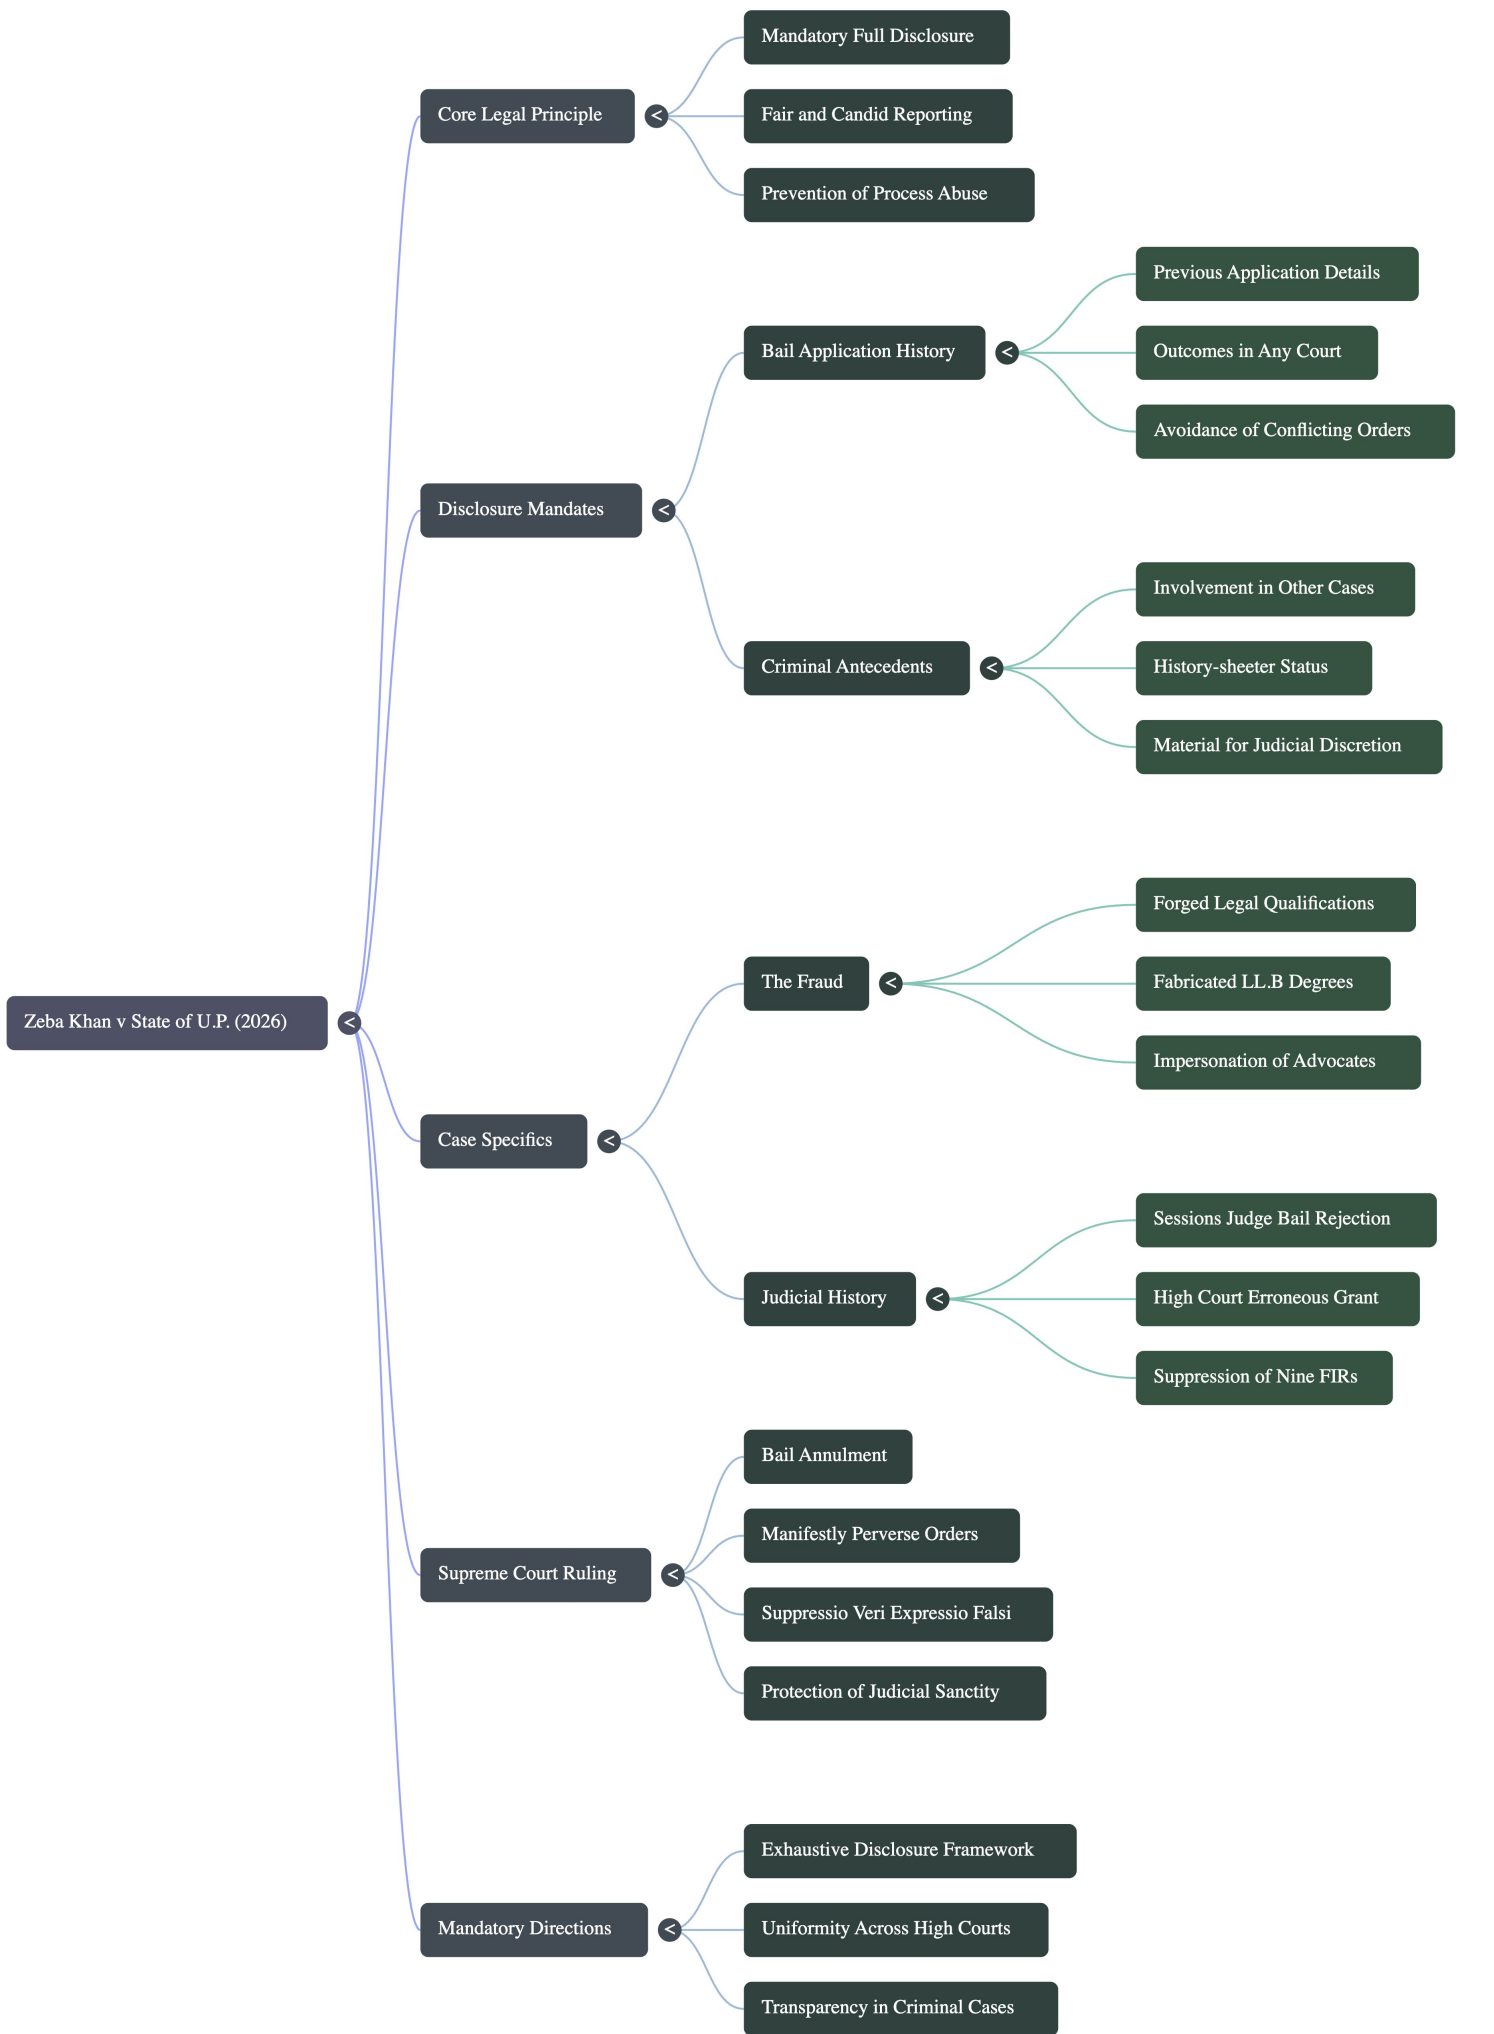 Zeba Khan v State of U.P. (2026)
<
Core Legal Principle
<
Mandatory Full Disclosure
Fair and Candid Reporting
Prevention of Process Abuse
Disclosure Mandates
<
Bail Application History
<
Previous Application Details
Outcomes in Any Court
Avoidance of Conflicting Orders
Criminal Antecedents
<
Involvement in Other Cases
History-sheeter Status
Material for Judicial Discretion
Case Specifics
<
The Fraud
<
Forged Legal Qualifications
Fabricated LL.B Degrees
Impersonation of Advocates
Judicial History
<
Sessions Judge Bail Rejection
High Court Erroneous Grant
Suppression of Nine FIRs
Supreme Court Ruling
<
Bail Annulment
Manifestly Perverse Orders
Suppressio Veri Expressio Falsi
Protection of Judicial Sanctity
Mandatory Directions
<
Exhaustive Disclosure Framework
Uniformity Across High Courts
Transparency in Criminal Cases